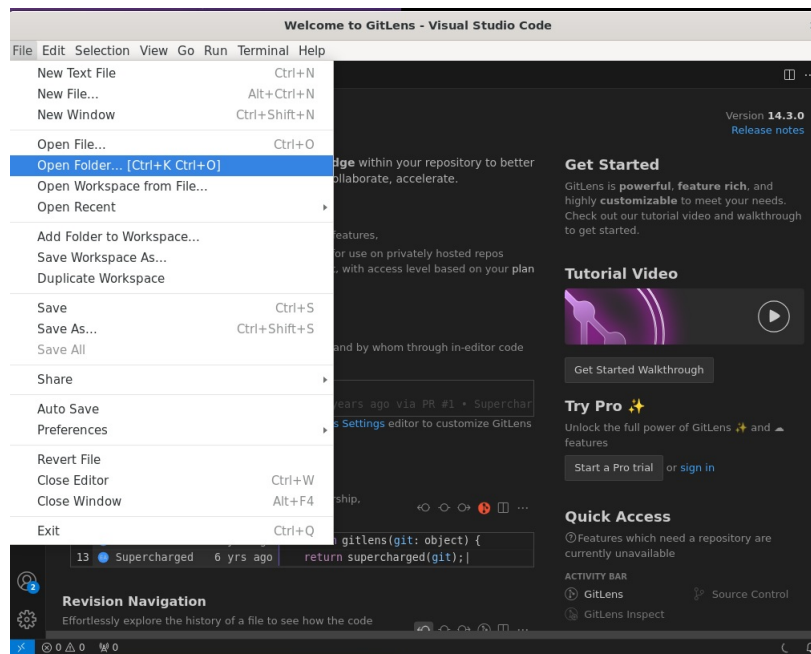 Welcome to GitLens - Visual Studio Code
File Edit Selection View Go Run Terminal Help
New Text File Ctrl+N
New File... Alt+Ctrl+N
New Window Ctrl+Shift+N
Open File... Ctrl+O
Open Folder... [Ctrl+K Ctrl+O]
Open Workspace from File...
Open Recent
Add Folder to Workspace...
Save Workspace As...
Duplicate Workspace
Save Ctrl+S
Save As... Ctrl+Shift+S
Save All
Share
Auto Save
Preferences
Revert File
Close Editor Ctrl+W
Close Window Alt+F4
Exit Ctrl+Q
within your repository to better
accelerate.
for use on privately hosted repos
, with access level based on your plan
and by whom through in-editor code
years ago via PR #1 • Superchar
Settings editor to customize GitLens
gitlens(git: object) {
13 Supercharged 6 yrs ago return supercharged(git);|
Revision Navigation
Effortlessly explore the history of a file to see how the code
Version 14.3.0
Release notes
Get Started
GitLens is powerful, feature rich, and
highly customizable to meet your needs.
Check out our tutorial video and walkthrough
to get started.
Tutorial Video
Get Started Walkthrough
Try Pro ✨
Unlock the full power of GitLens ✨ and ☁
features
Start a Pro trial or sign in
Quick Access
Features which need a repository are
currently unavailable
ACTIVITY BAR
GitLens Source Control
GitLens Inspect
2
0 0 0